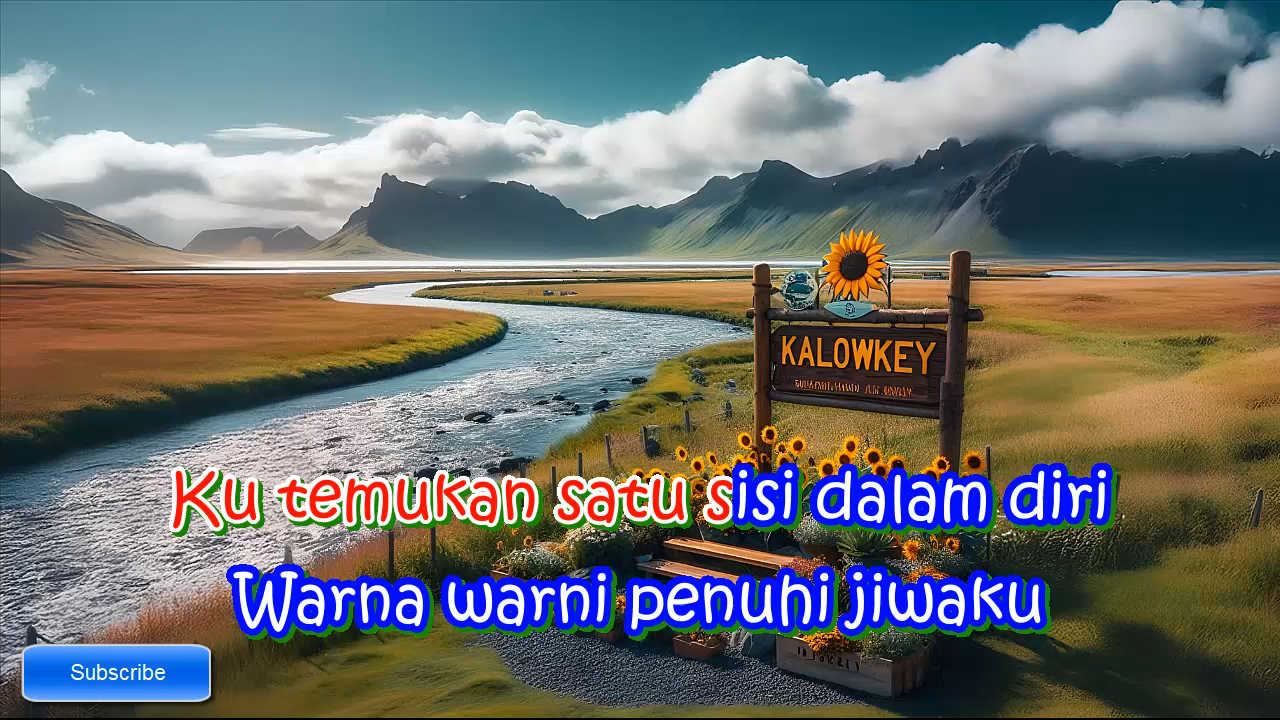 KALOWKEY
Ku temukan satu sisi dalam diri
Warna warni penuhi jiwaku
Subscribe